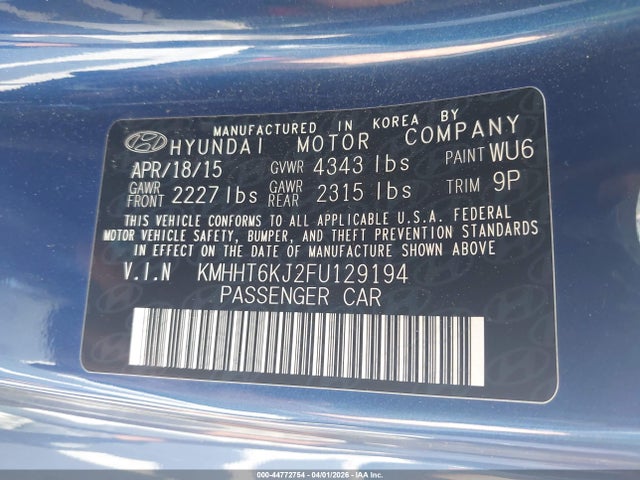 MANUFACTURED IN KOREA BY
HYUNDAI MOTOR COMPANY
APR/18/15 GVWR 4343 lbs PAINT WU6
GAWR FRONT 2227 lbs GAWR REAR 2315 lbs TRIM 9P
THIS VEHICLE CONFORMS TO ALL APPLICABLE U.S.A. FEDERAL
MOTOR VEHICLE SAFETY, BUMPER, AND THEFT PREVENTION STANDARDS
IN EFFECT ON THE DATE OF MANUFACTURE SHOWN ABOVE
V.I.N KMHHT6KJ2FU129194
PASSENGER CAR
000-44772754 | 04/01/2026 - IAA Inc.